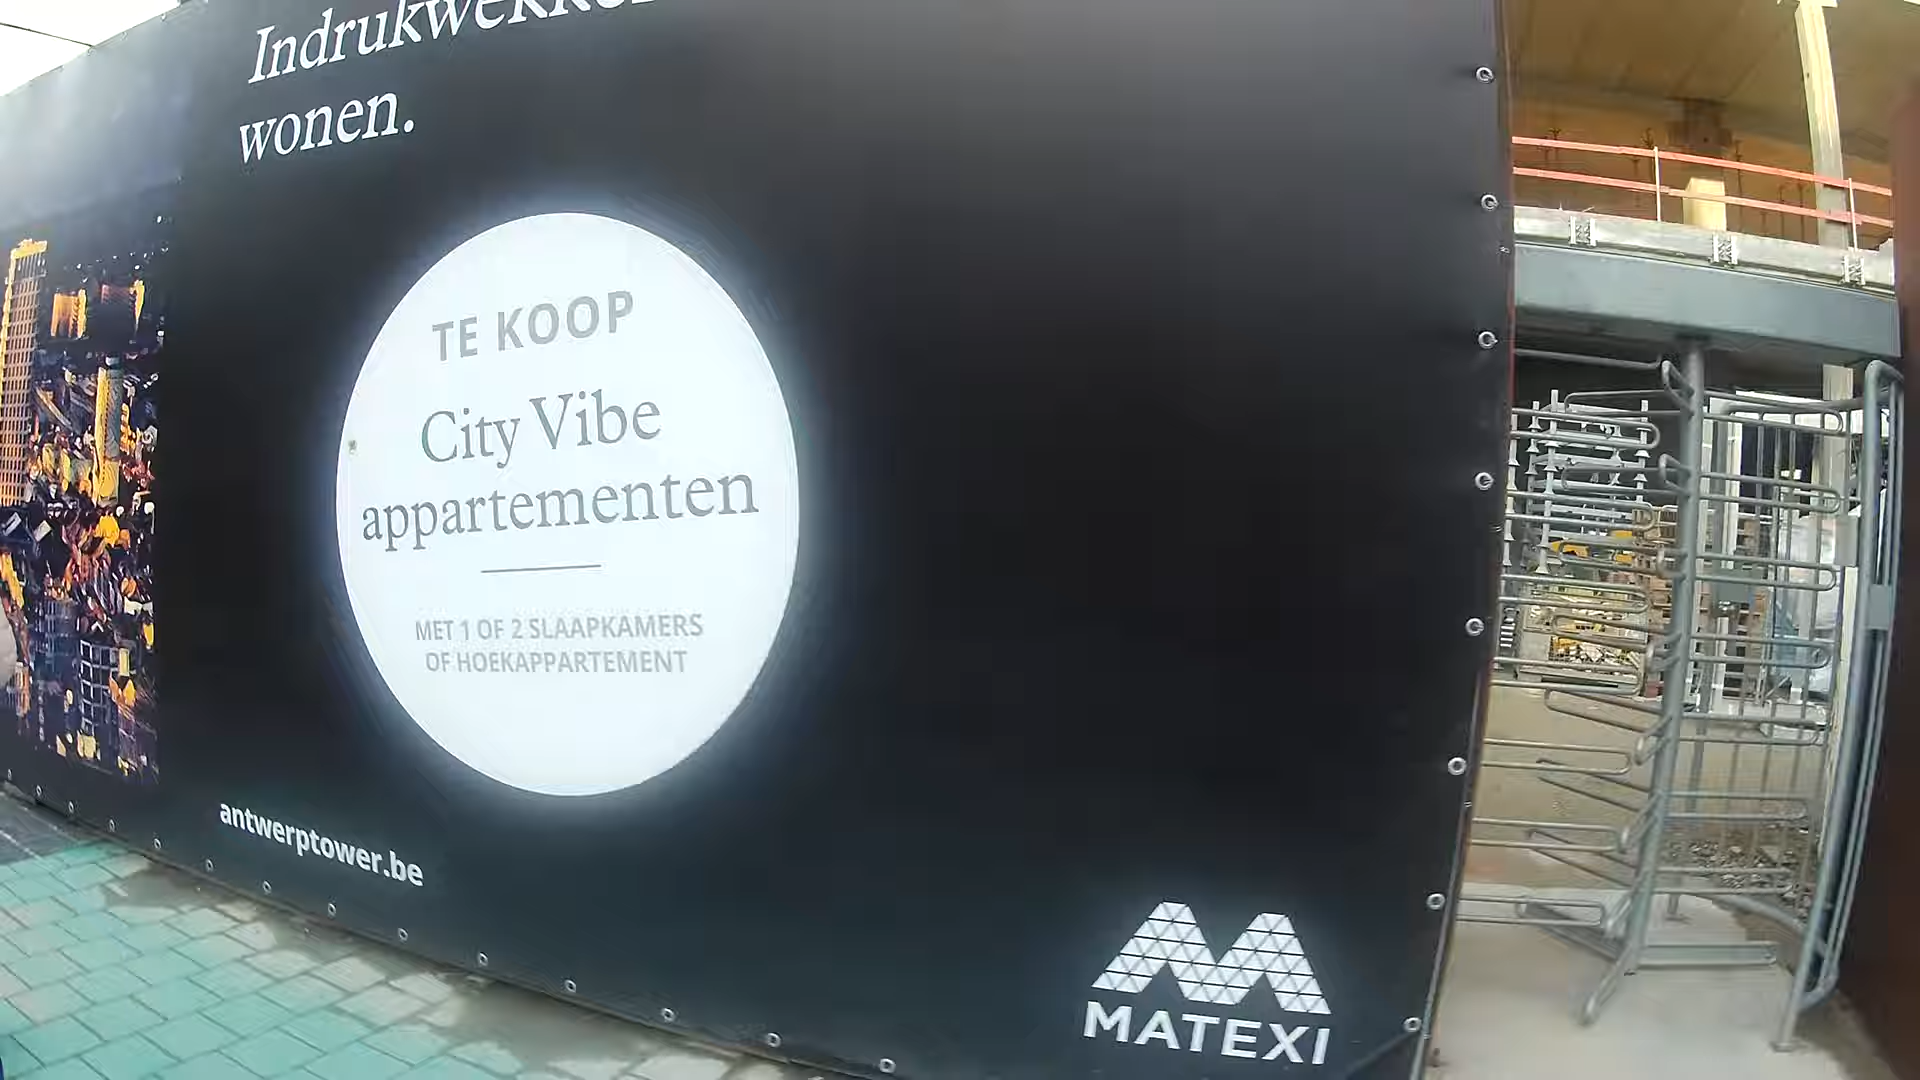 wonen.
TE KOOP
City Vibe
appartementen
MET 1 OF 2 SLAAPKAMERS
OF HOEKAPPARTEMENT
antwerptower.be
MATEXI